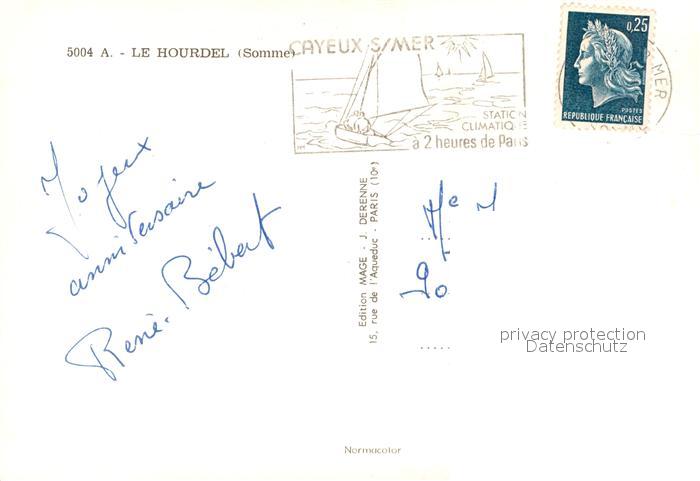 5004 A. - LE HOURDEL (Somme)
CAYEUX S/MER
STATION
CLIMATIQUE
à 2 heures de Paris
0,25
POSTES
REPUBLIQUE FRANÇAISE
MER
Joyeux
anniversaire
René. Bébert
Edition MAGE - J. DERENNE
15, rue de l'Aqueduc - PARIS (10e)
privacy protection
Datenschutz
Normacolor